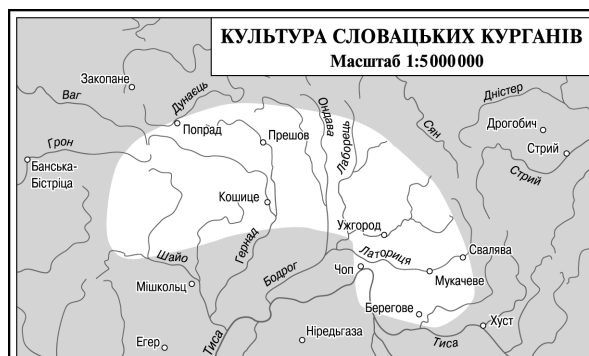 КУЛЬТУРА СЛОВАЦЬКИХ КУРГАНІВ
Масштаб 1:5000000
Закопане
Ваг
Дунаєць
Попрад
Прешов
Ондава
Лаборець
Сян
Дністер
Дрогобич
Стрий
Стрий
Грон
Банська-
Бістріца
Кошице
Гернад
Ужгород
Шайо
Бодрог
Чоп
Латориця
Свалява
Мукачеве
Мішкольц
Берегове
Хуст
Егер
Тиса
Ніредьгаза
Тиса